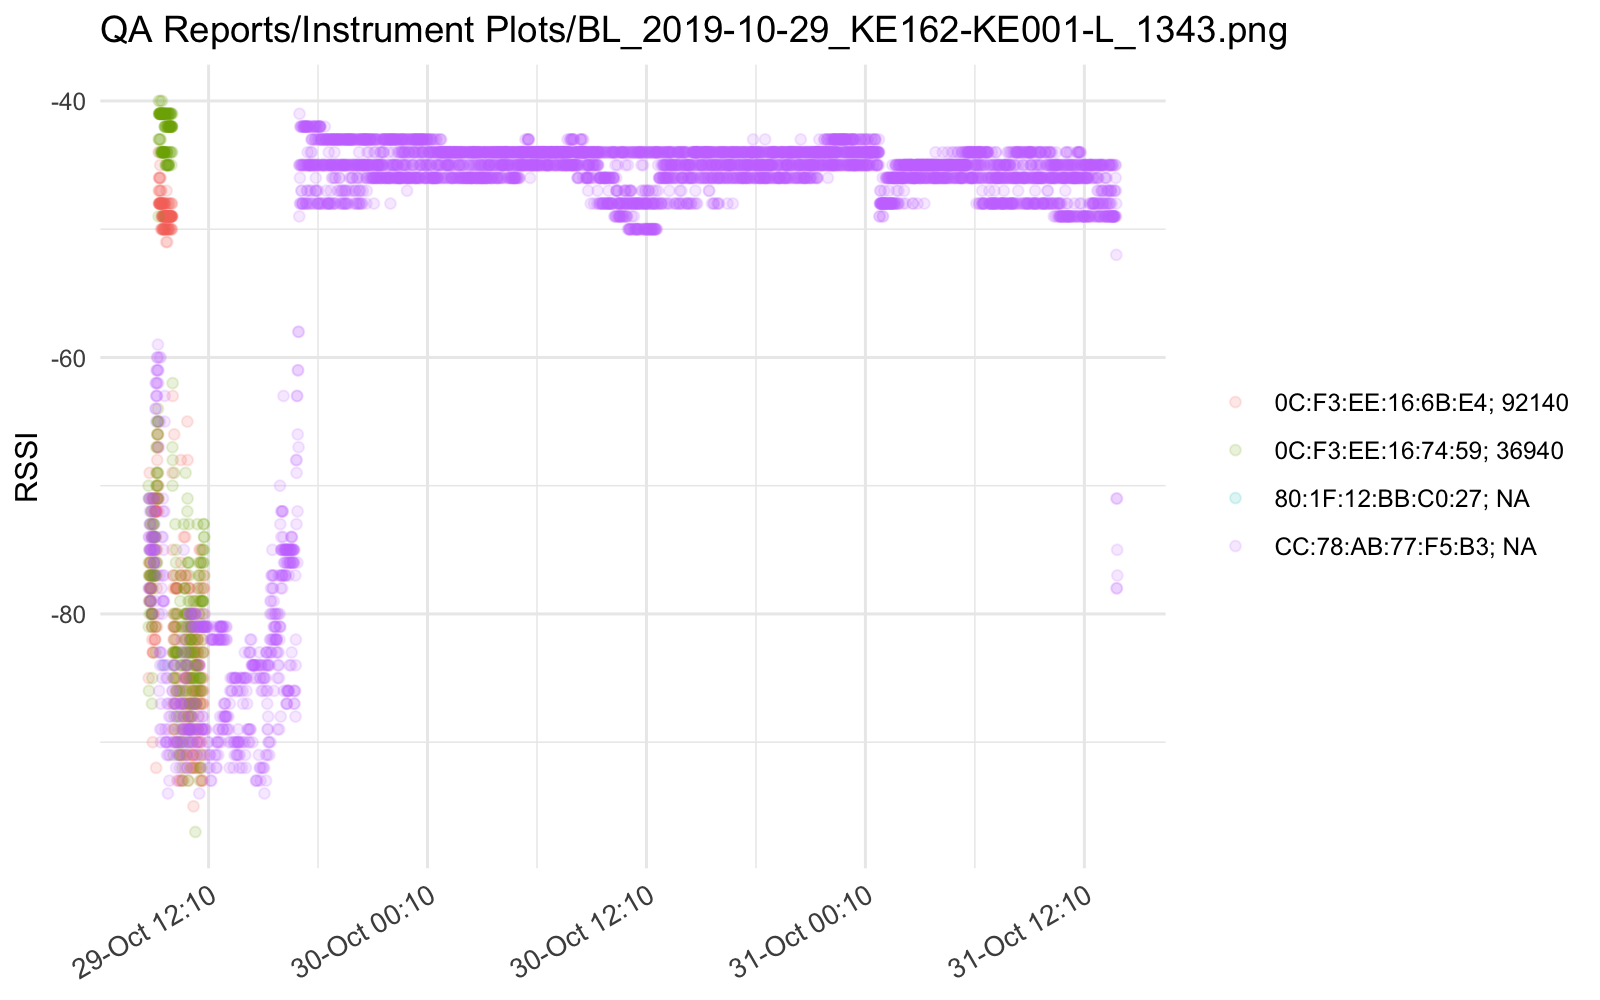 QA Reports/Instrument Plots/BL_2019-10-29_KE162-KE001-L_1343.png
-40
-60
-80
RSSI
29-Oct 12:10
30-Oct 00:10
30-Oct 12:10
31-Oct 00:10
31-Oct 12:10
0C:F3:EE:16:6B:E4; 92140
0C:F3:EE:16:74:59; 36940
80:1F:12:BB:C0:27; NA
CC:78:AB:77:F5:B3; NA